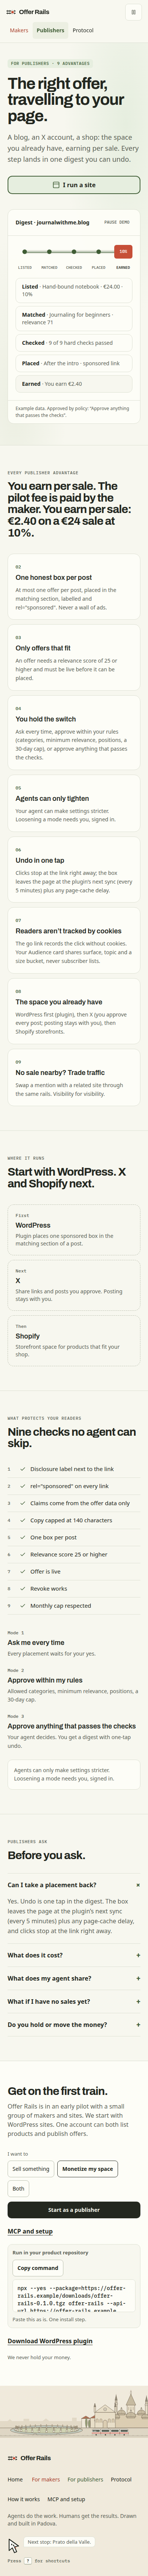 Offer Rails
Makers Publishers Protocol
FOR PUBLISHERS · 9 ADVANTAGES
The right offer,
travelling to your
page.
A blog, an X account, a shop: the space
you already have, earning per sale. Every
step lands in one digest you can undo.
I run a site
Digest · journalwithme.blog PAUSE DEMO
LISTED MATCHED CHECKED PLACED EARNED
Listed · Hand-bound notebook · €24.00 ·
10%
Matched · Journaling for beginners ·
relevance 71
Checked · 9 of 9 hard checks passed
Placed · After the intro · sponsored link
Earned · You earn €2.40
Example data. Approved by policy: "Approve anything
that passes the checks".
EVERY PUBLISHER ADVANTAGE
You earn per sale. The
pilot fee is paid by the
maker. You earn per sale:
€2.40 on a €24 sale at
10%.
02
One honest box per post
At most one offer per post, placed in the
matching section, labelled and
rel="sponsored". Never a wall of ads.
03
Only offers that fit
An offer needs a relevance score of 25 or
higher and must be live before it can be
placed.
04
You hold the switch
Ask every time, approve within your rules
(categories, minimum relevance, positions, a
30-day cap), or approve anything that passes
the checks.
05
Agents can only tighten
Your agent can make settings stricter.
Loosening a mode needs you, signed in.
06
Undo in one tap
Clicks stop at the link right away; the box
leaves the page at the plugin's next sync (every
5 minutes) plus any page-cache delay.
07
Readers aren't tracked by cookies
The go link records the click without cookies.
Your Audience card shares surface, topic and a
size bucket, never subscriber lists.
08
The space you already have
WordPress first (plugin), then X (you approve
every post; posting stays with you), then
Shopify storefronts.
09
No sale nearby? Trade traffic
Swap a mention with a related site through
the same rails. Visibility for visibility.
WHERE IT RUNS
Start with WordPress. X
and Shopify next.
First
WordPress
Plugin places one sponsored box in the
matching section of a post.
Next
X
Share links and posts you approve. Posting
stays with you.
Then
Shopify
Storefront space for products that fit your
shop.
WHAT PROTECTS YOUR READERS
Nine checks no agent can
skip.
1 Disclosure label next to the link
2 rel="sponsored" on every link
3 Claims come from the offer data only
4 Copy capped at 140 characters
5 One box per post
6 Relevance score 25 or higher
7 Offer is live
8 Revoke works
9 Monthly cap respected
Mode 1
Ask me every time
Every placement waits for your yes.
Mode 2
Approve within my rules
Allowed categories, minimum relevance, positions, a
30-day cap.
Mode 3
Approve anything that passes the checks
Your agent decides. You get a digest with one-tap
undo.
Agents can only make settings stricter.
Loosening a mode needs you, signed in.
PUBLISHERS ASK
Before you ask.
Can I take a placement back?
Yes. Undo is one tap in the digest. The box
leaves the page at the plugin's next sync
(every 5 minutes) plus any page-cache delay,
and clicks stop at the link right away.
What does it cost? +
What does my agent share? +
What if I have no sales yet? +
Do you hold or move the money? +
Get on the first train.
Offer Rails is in an early pilot with a small
group of makers and sites. We start with
WordPress sites. One account can both list
products and publish offers.
I want to
Sell something Monetize my space
Both
Start as a publisher
MCP and setup
Run in your product repository
Copy command
npx --yes --package=https://offer-
rails.example/downloads/offer-
rails-0.1.0.tgz offer-rails --api-
url https://offer-rails.example
Paste this as is. One install step.
Download WordPress plugin
We never hold your money.
Offer Rails
Home For makers For publishers Protocol
How it works MCP and setup
Agents do the work. Humans get the results. Drawn
and built in Padova.
Next stop: Prato della Valle.
Press ? for shortcuts